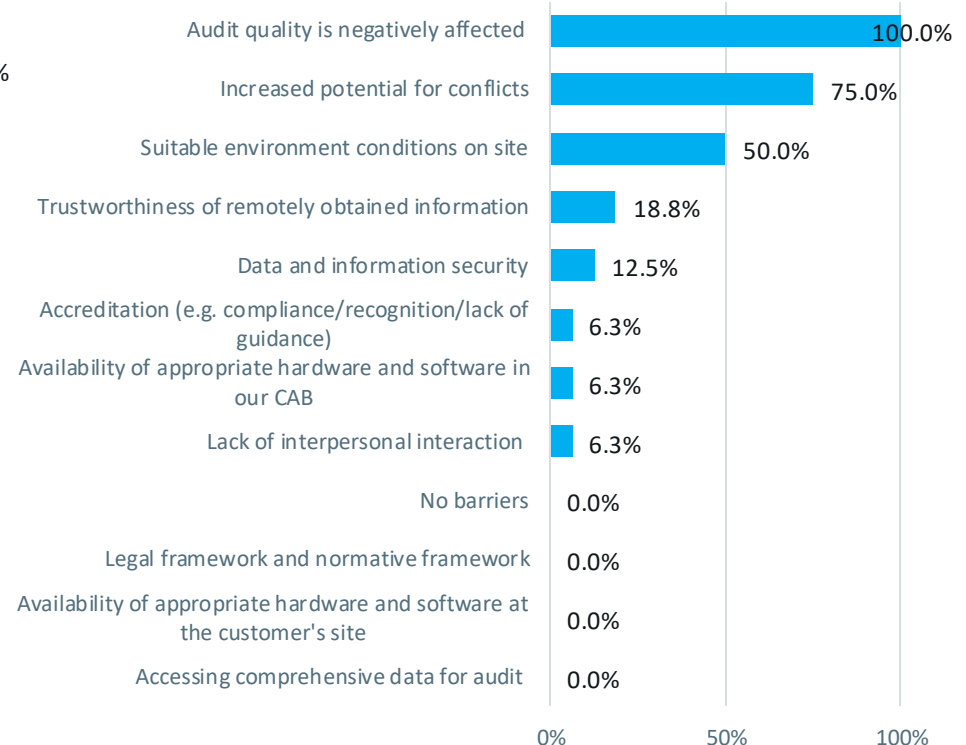 Audit quality is negatively affected 100.0%
%
Increased potential for conflicts 75.0%
Suitable environment conditions on site 50.0%
Trustworthiness of remotely obtained information 18.8%
Data and information security 12.5%
Accreditation (e.g. compliance/recognition/lack of
guidance) 6.3%
Availability of appropriate hardware and software in
our CAB 6.3%
Lack of interpersonal interaction 6.3%
No barriers 0.0%
Legal framework and normative framework 0.0%
Availability of appropriate hardware and software at
the customer's site 0.0%
Accessing comprehensive data for audit 0.0%
0% 50% 100%